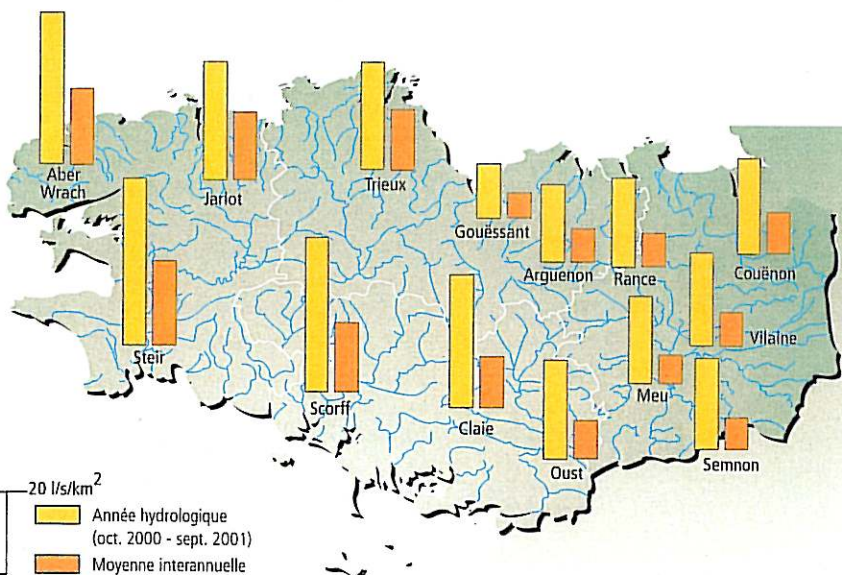 Aber
Wrach
Jarlot
Trieux
Gouëssant
Arguenon
Rance
Couënon
Steir
Scorff
Claie
Oust
Meu
Vilaine
Semnon
20 l/s/km²
Année hydrologique
(oct. 2000 - sept. 2001)
Moyenne interannuelle